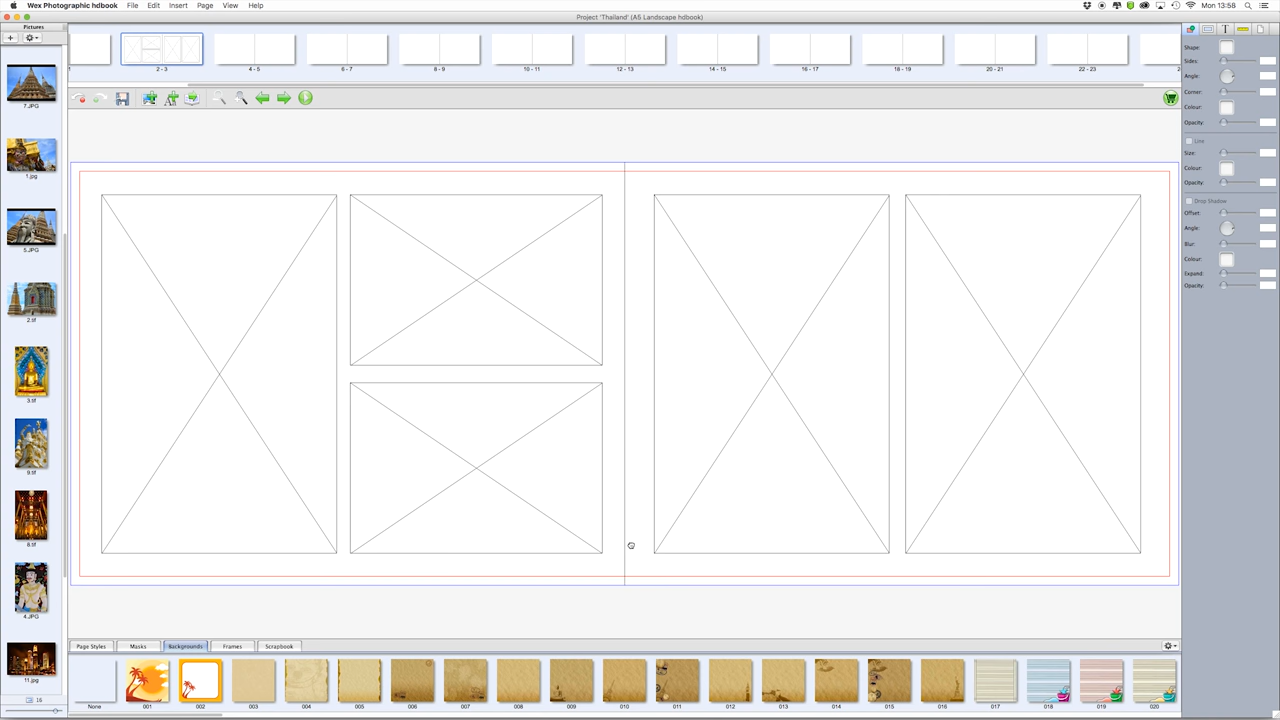 Wex Photographic hdbook File Edit Insert Page View Help Mon 13:58
Project 'Thailand' (A5 Landscape hdbook)
Pictures
1 2 - 3 4 - 5 6 - 7 8 - 9 10 - 11 12 - 13 14 - 15 16 - 17 18 - 19 20 - 21 22 - 23
7.JPG
1.jpg
5.JPG
2.tif
3.tif
9.tif
6.tif
4.JPG
11.jpg
16
Shape:
Sides:
Angle:
Corner:
Colour:
Opacity:
Line
Size:
Colour:
Opacity:
Drop Shadow
Offset:
Angle:
Blur:
Colour:
Expand:
Opacity:
Page Styles Masks Backgrounds Frames Scrapbook
None 001 002 003 004 005 006 007 008 009 010 011 012 013 014 015 016 017 018 019 020